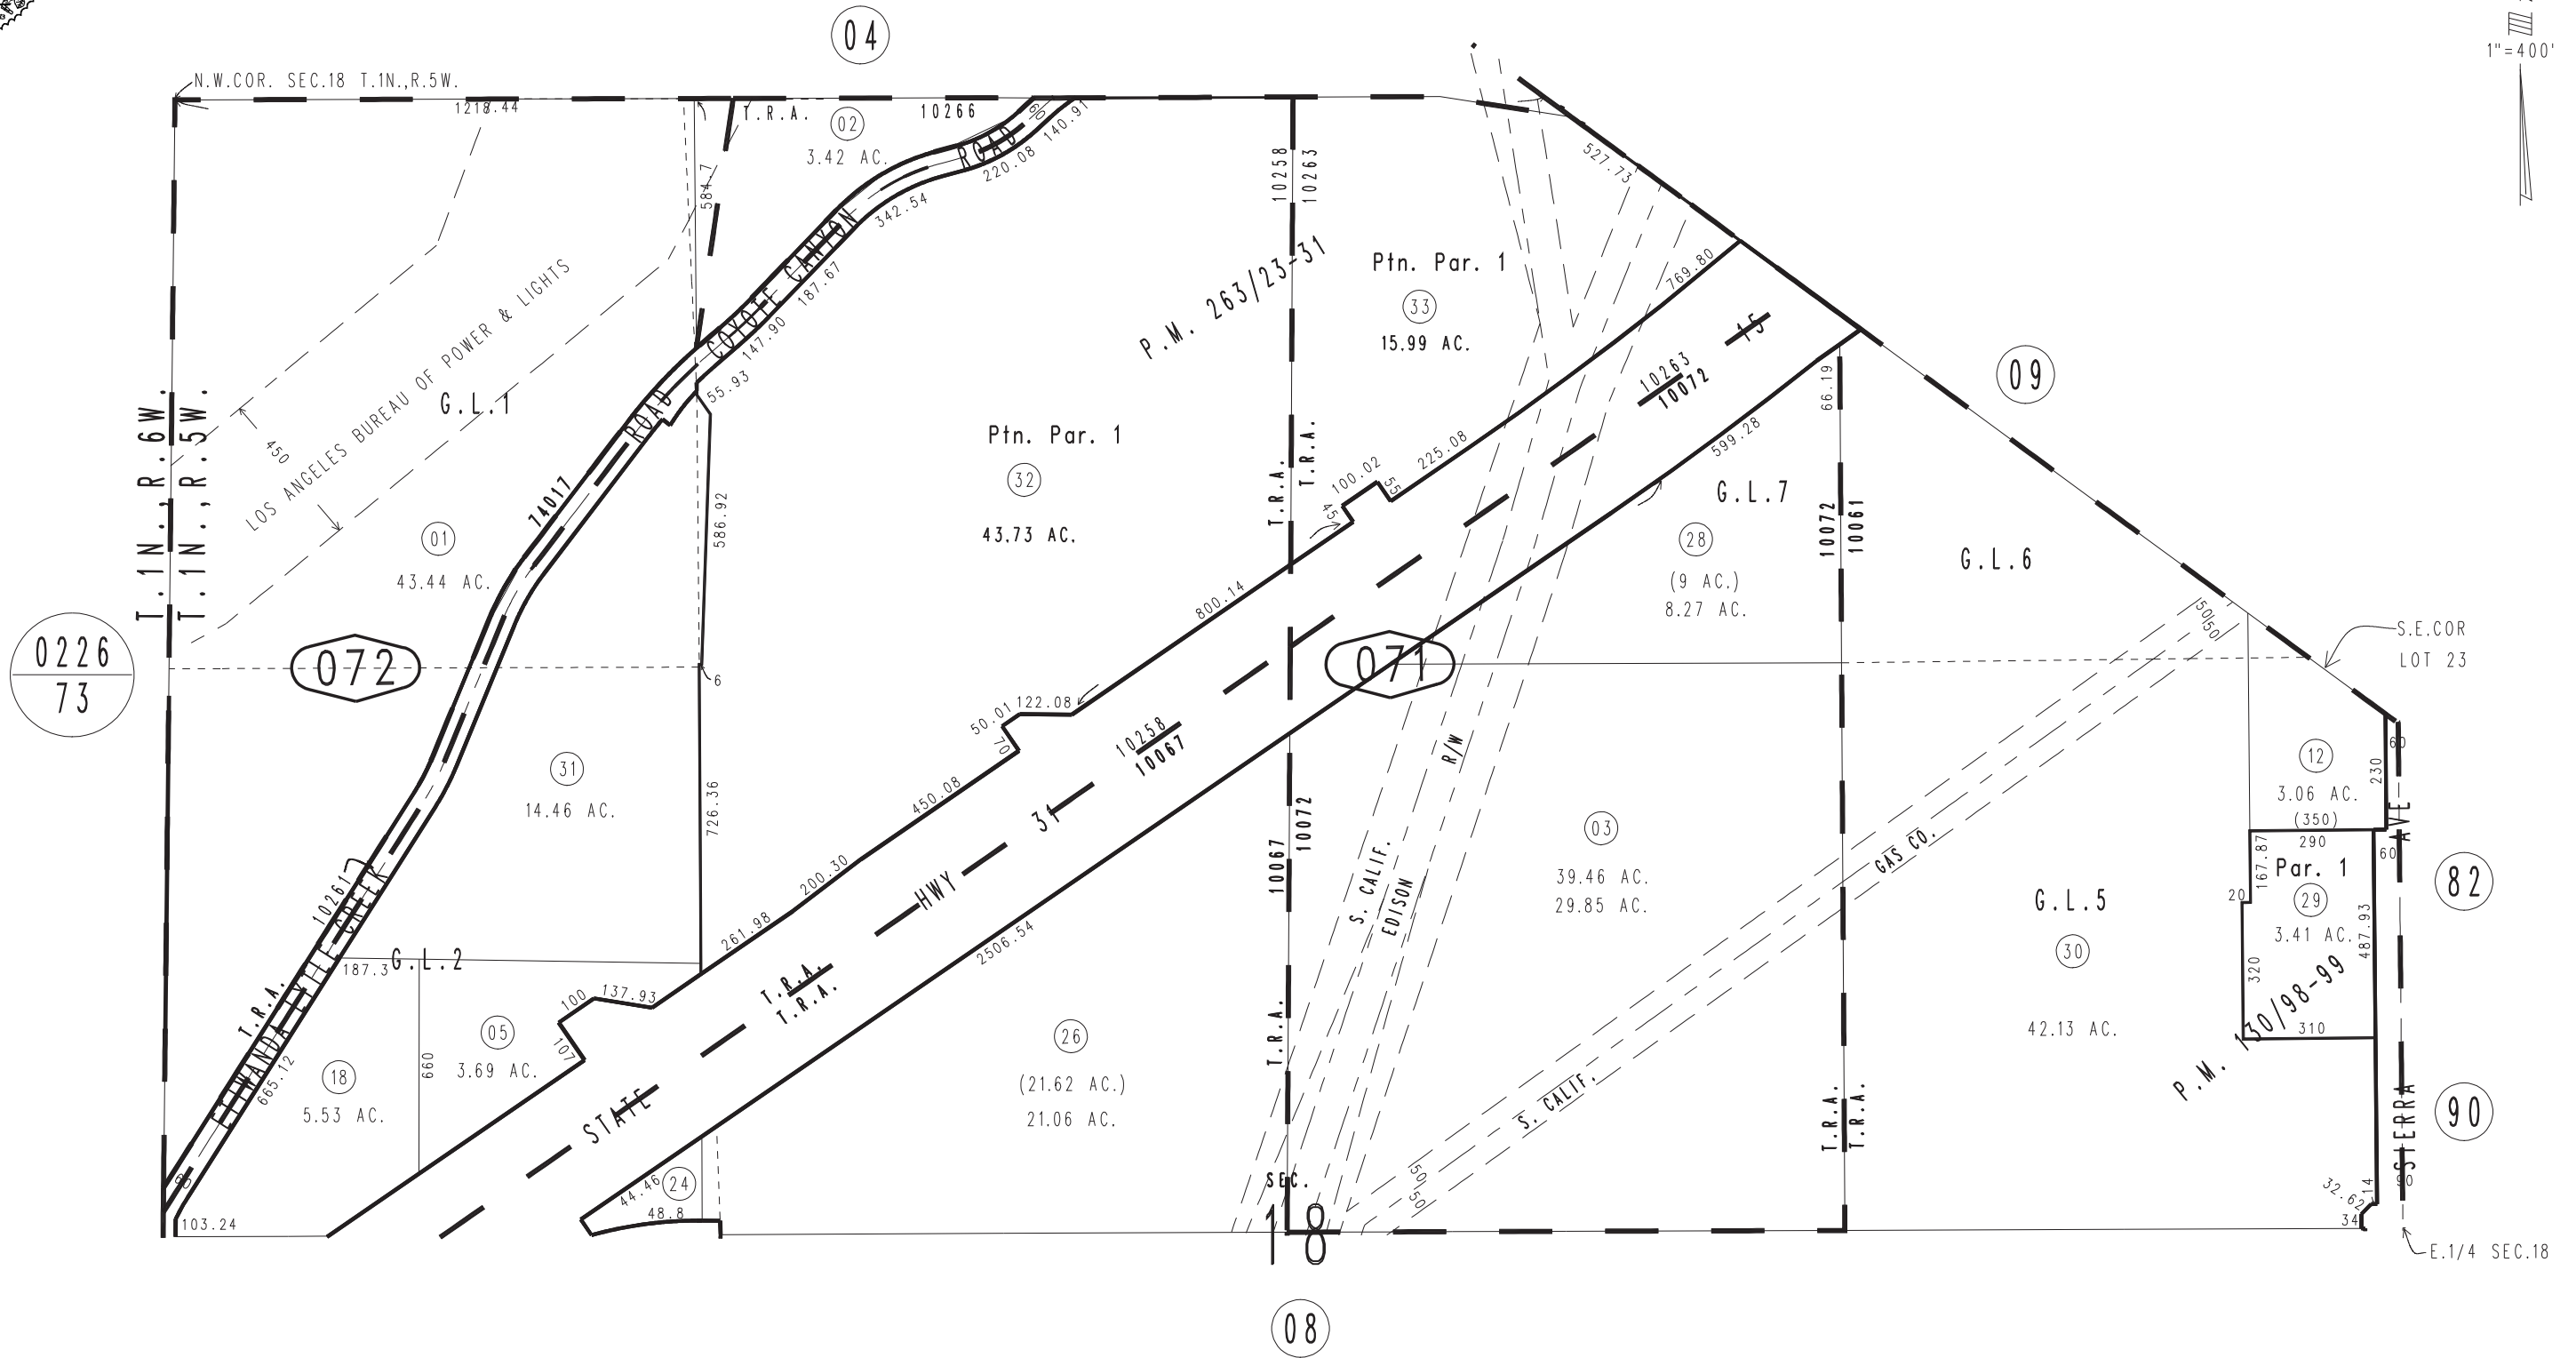 04
1"=400'
N.W.COR. SEC.18 T.1N.,R.5W.
1218.44
T.R.A.
02
3.42 AC.
10266
60
140.91
ROAD
220.08
342.54
584.7
COYOTE CANYON
187.67
147.90
55.93
ROAD
10258
10263
527.73
P.M. 263/23-31
Ptn. Par. 1
33
15.99 AC.
769.80
15
10263
10072
66.19
09
599.28
LOS ANGELES BUREAU OF POWER & LIGHTS
450
G.L.1
T.1N.,R.6W.
T.1N.,R.5W.
74017
01
43.44 AC.
586.92
Ptn. Par. 1
32
43.73 AC.
T.R.A.
T.R.A.
225.08
100.02
55
45
G.L.7
28
(9 AC.)
8.27 AC.
10072
10061
G.L.6
800.14
0226
73
072
6
071
50
50
S.E.COR
LOT 23
31
14.46 AC.
726.36
50.01
122.08
70
10258
10067
450.08
31
R/W
60
12
3.06 AC.
(350)
230
290
AVE
60
200.30
HWY
261.98
2506.54
10067
10072
S. CALIF.
EDISON
03
39.46 AC.
29.85 AC.
GAS CO.
G.L.5
30
42.13 AC.
Par. 1
29
3.41 AC.
167.87
20
320
487.93
310
P.M. 130/98-99
82
90
10261
ETIWANDA LYTLE CREEK
T.R.A.
665.12
187.3
G.L.2
100
137.93
107
T.R.A.
T.R.A.
05
3.69 AC.
660
18
5.53 AC.
STATE
26
(21.62 AC.)
21.06 AC.
T.R.A.
S. CALIF.
T.R.A.
T.R.A.
SIERRA
90
24
44.46
48.8
103.24
SEC.
18
50
50
32.62
14
34
E.1/4 SEC.18
08